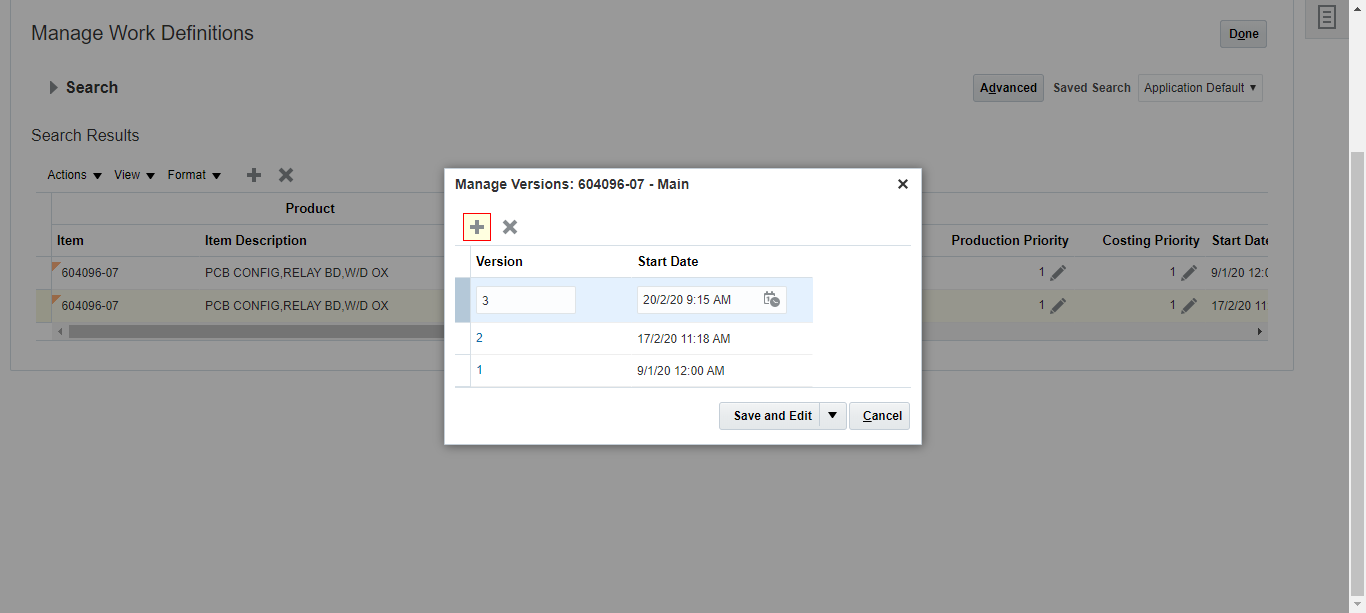 Manage Work Definitions
Done
Search
Advanced Saved Search Application Default
Search Results
Actions View Format
Product
Item Item Description Production Priority Costing Priority Start Date
604096-07 PCB CONFIG,RELAY BD,W/D OX 1 1 9/1/20 12:0
604096-07 PCB CONFIG,RELAY BD,W/D OX 1 1 17/2/20 11
Manage Versions: 604096-07 - Main
Version Start Date
3 20/2/20 9:15 AM
2 17/2/20 11:18 AM
1 9/1/20 12:00 AM
Save and Edit Cancel